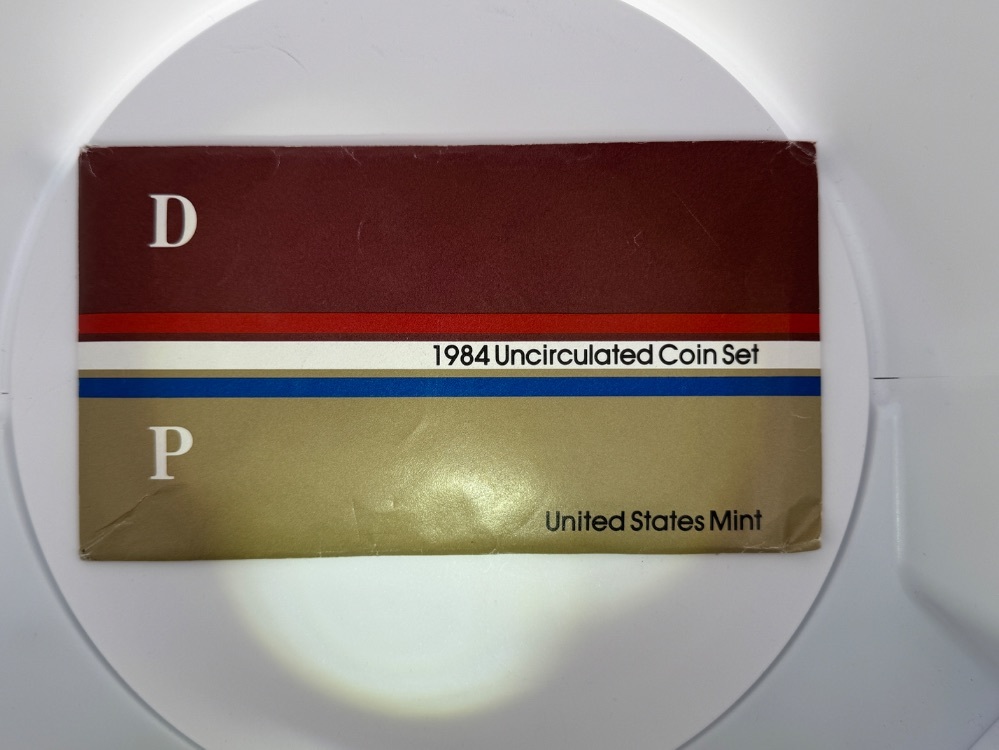 D
1984 Uncirculated Coin Set
P
United States Mint